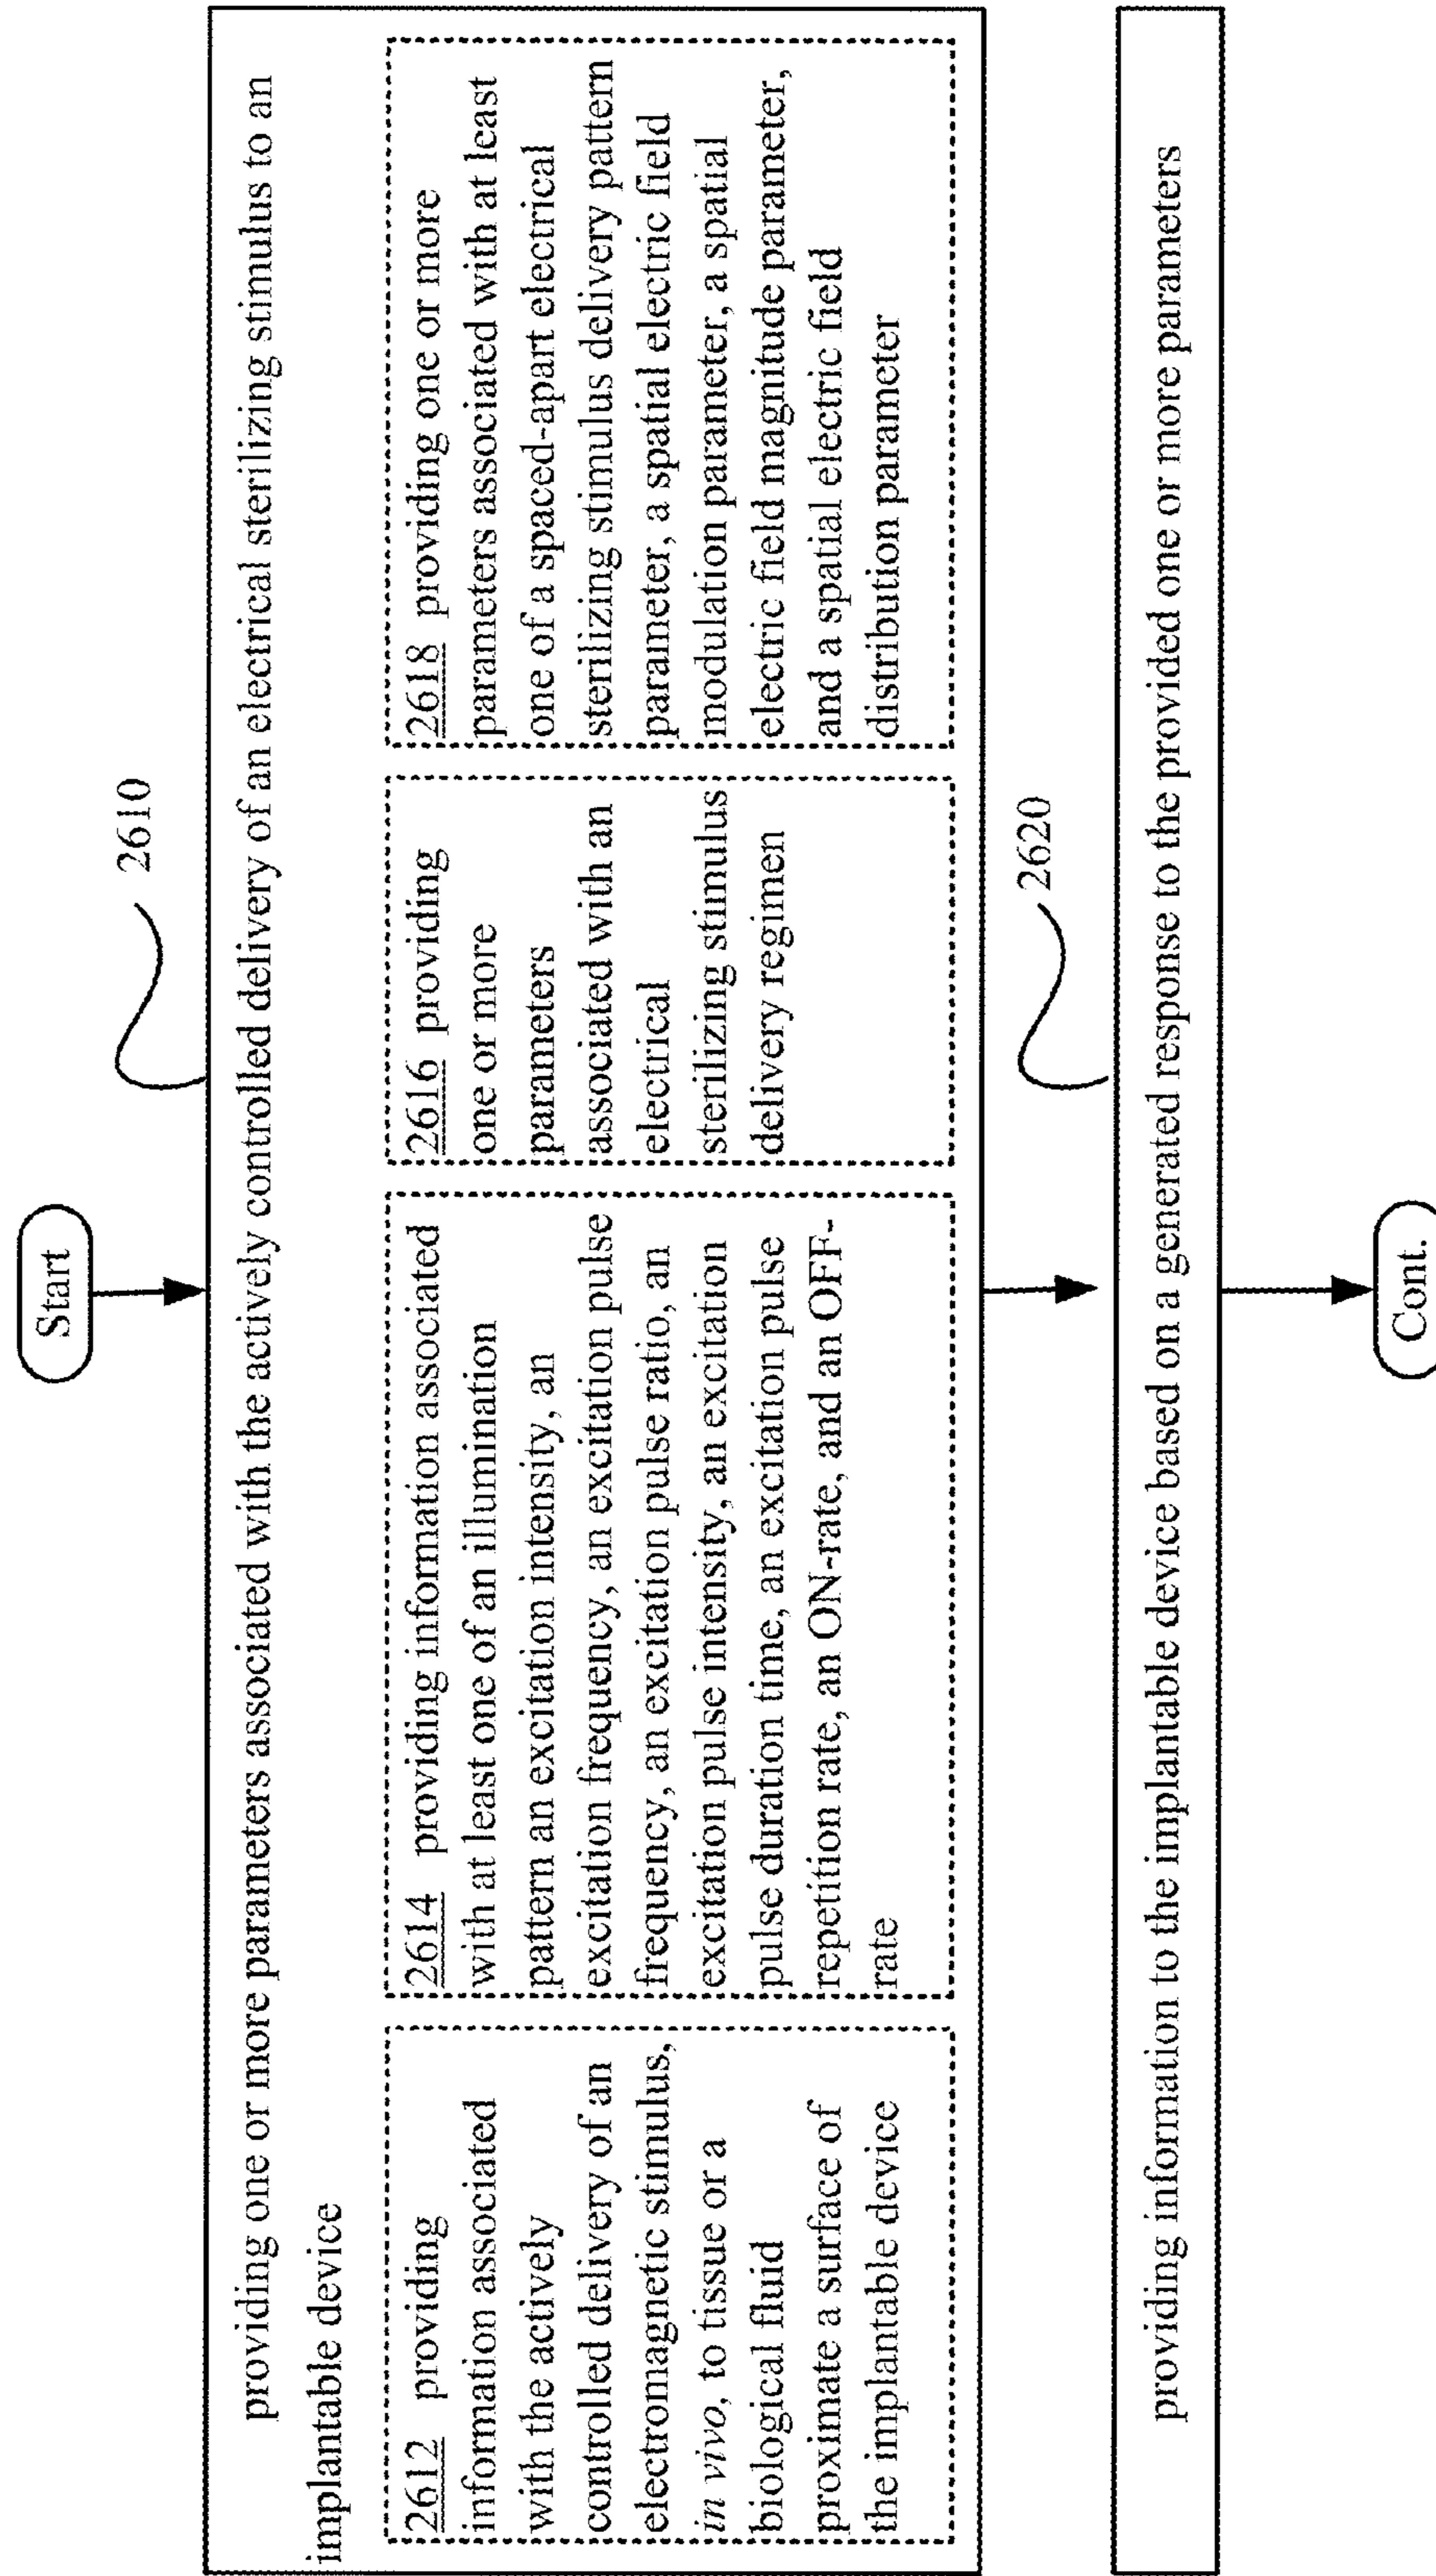 Start
2610
providing one or more parameters associated with the actively controlled delivery of an electrical sterilizing stimulus to an
implantable device
2612 providing
information associated
with the actively
controlled delivery of an
electromagnetic stimulus,
in vivo, to tissue or a
biological fluid
proximate a surface of
the implantable device
2614 providing information associated
with at least one of an illumination
pattern an excitation intensity, an
excitation frequency, an excitation pulse
frequency, an excitation pulse ratio, an
excitation pulse intensity, an excitation
pulse duration time, an excitation pulse
repetition rate, an ON-rate, and an OFF-
rate
2616 providing
one or more
parameters
associated with an
electrical
sterilizing stimulus
delivery regimen
2618 providing one or more
parameters associated with at least
one of a spaced-apart electrical
sterilizing stimulus delivery pattern
parameter, a spatial electric field
modulation parameter, a spatial
electric field magnitude parameter,
and a spatial electric field
distribution parameter
2620
providing information to the implantable device based on a generated response to the provided one or more parameters
Cont.